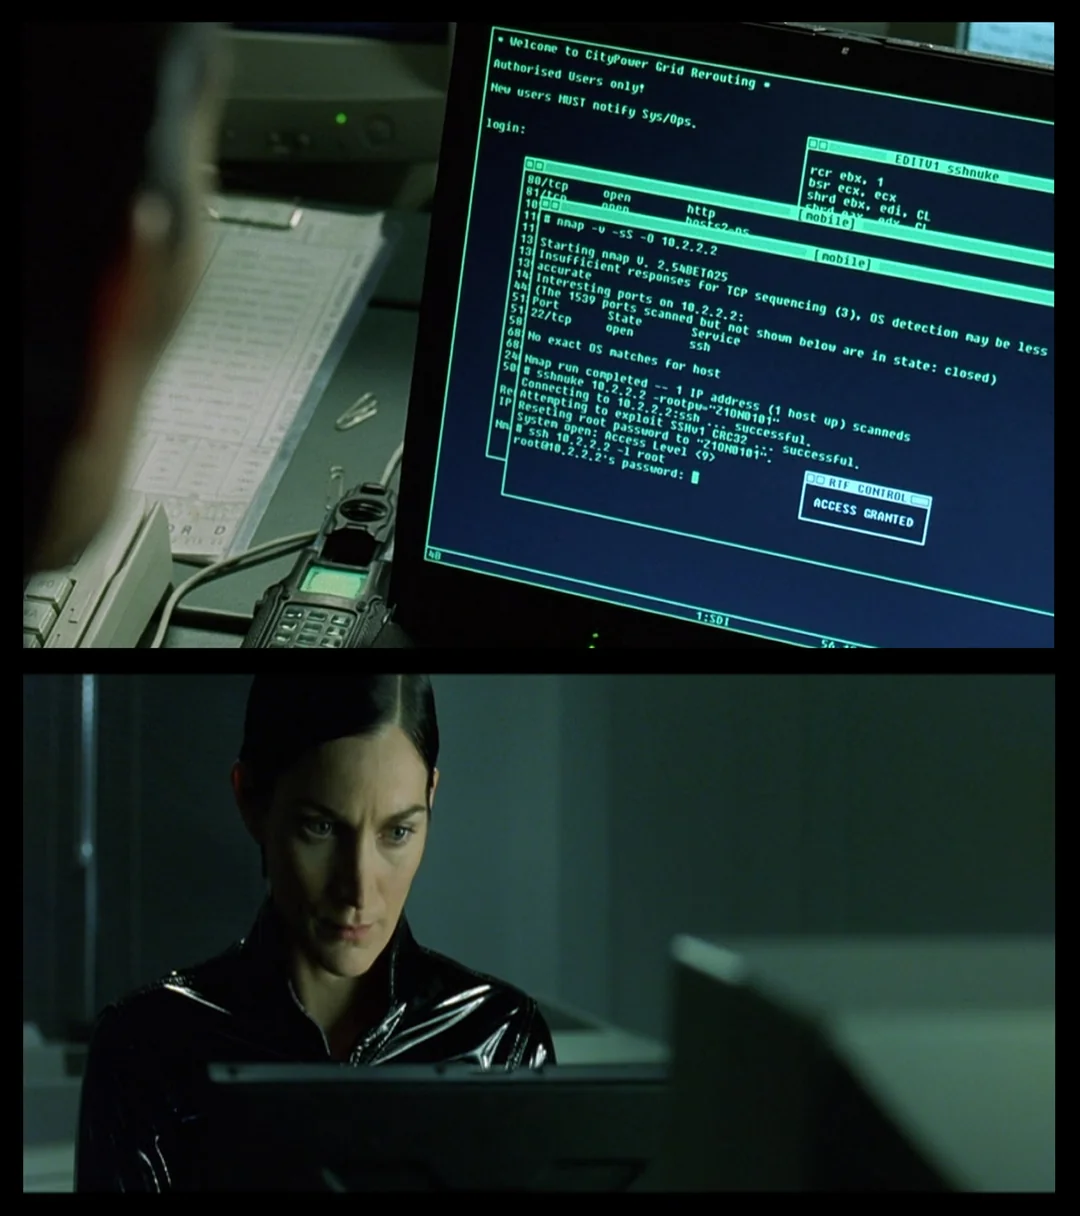 * Welcome to CityPower Grid Rerouting *
Authorised Users only!
New users MUST notify Sys/Ops.
login:
EDITV1 sshnuke
rcr ebx, 1
bsr ecx, ecx
shrd ebx, edi, CL
[mobile]
80/tcp open http
81/tcp open hosts2-ns
[mobile]
# nmap -v -sS -O 10.2.2.2
Starting nmap V. 2.54BETA25
Insufficient responses for TCP sequencing (3), OS detection may be less
accurate
Interesting ports on 10.2.2.2:
(The 1539 ports scanned but not shown below are in state: closed)
Port State Service
22/tcp open ssh
No exact OS matches for host
Nmap run completed -- 1 IP address (1 host up) scanneds
# sshnuke 10.2.2.2 -rootpw="Z1ON0101"
Connecting to 10.2.2.2:ssh ... successful.
Attempting to exploit SSHv1 CRC32 ... successful.
Reseting root password to "Z1ON0101".
System open: Access Level <9>
# ssh 10.2.2.2 -l root
root@10.2.2.2's password:
RTF CONTROL
ACCESS GRANTED